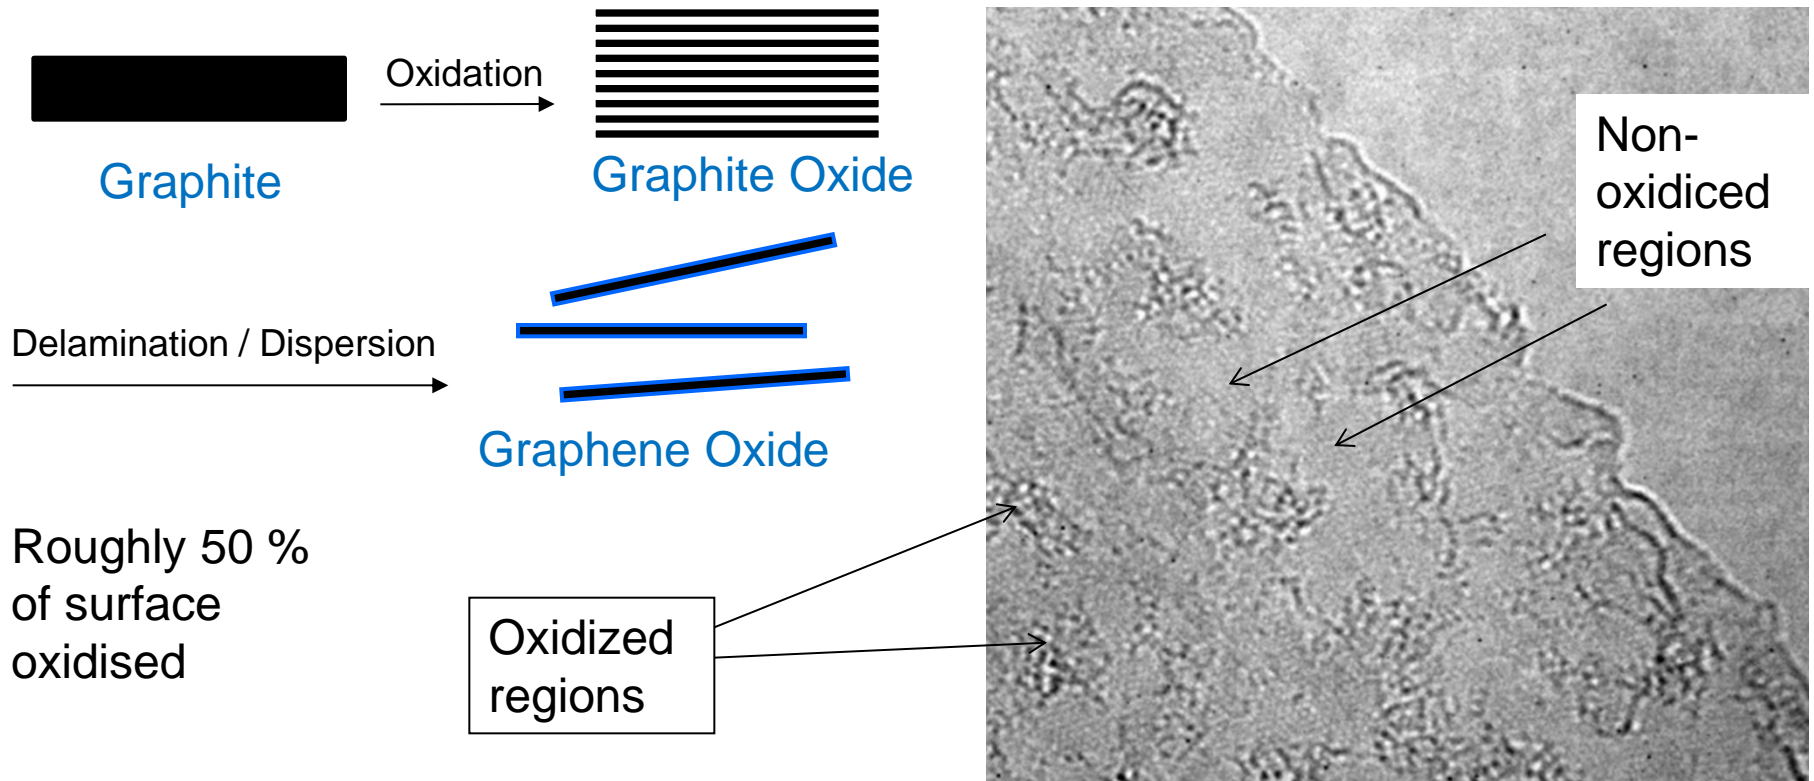 Oxidation
Graphite
Graphite Oxide
Delamination / Dispersion
Graphene Oxide
Roughly 50 %
of surface
oxidised
Oxidized
regions
Non-
oxidiced
regions